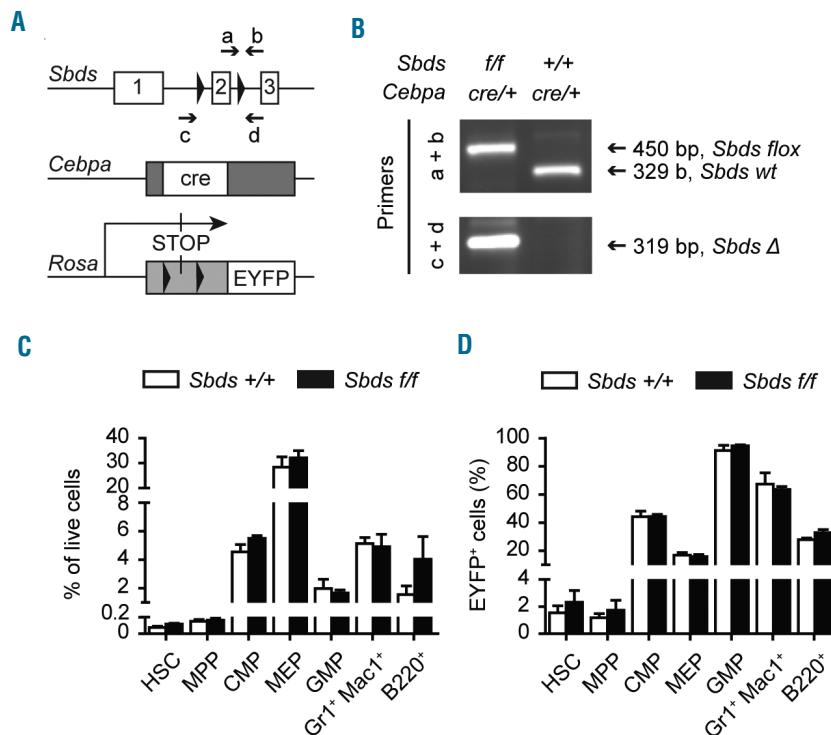 A
a b
Sbds 1 2 3
c d
Cebpa cre
STOP
Rosa EYFP
B
Sbds f/f +/+
Cebpa cre/+ cre/+
Primers
a + b
← 450 bp, Sbds flox
← 329 b, Sbds wt
c + d
← 319 bp, Sbds Δ
C
Sbds +/+ Sbds f/f
% of live cells
40
30
20
8
6
4
2
0.2
0
HSC MPP CMP MEP GMP Gr1⁺ Mac1⁺ B220⁺
D
Sbds +/+ Sbds f/f
EYFP⁺ cells (%)
100
80
60
40
20
4
2
0
HSC MPP CMP MEP GMP Gr1⁺ Mac1⁺ B220⁺